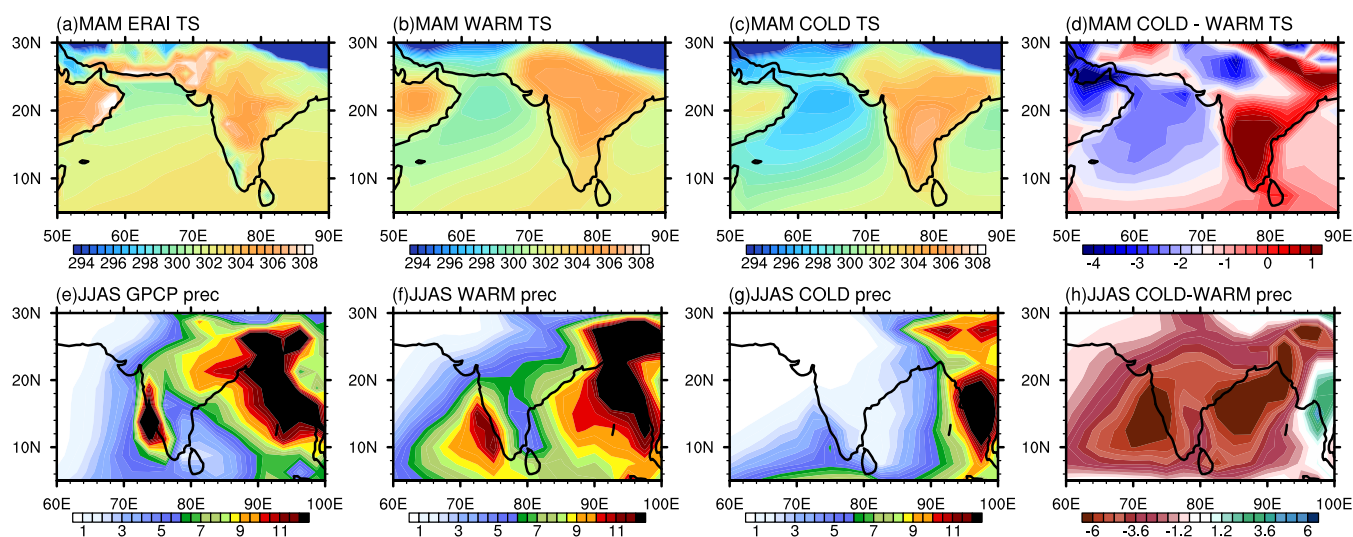 (a)MAM ERAI TS
(b)MAM WARM TS
(c)MAM COLD TS
(d)MAM COLD - WARM TS
30N
20N
10N
50E 60E 70E 80E 90E
294 296 298 300 302 304 306 308
30N
20N
10N
50E 60E 70E 80E 90E
294 296 298 300 302 304 306 308
30N
20N
10N
50E 60E 70E 80E 90E
294 296 298 300 302 304 306 308
30N
20N
10N
50E 60E 70E 80E 90E
-4 -3 -2 -1 0 1
(e)JJAS GPCP prec
(f)JJAS WARM prec
(g)JJAS COLD prec
(h)JJAS COLD-WARM prec
30N
20N
10N
60E 70E 80E 90E 100E
1 3 5 7 9 11
30N
20N
10N
60E 70E 80E 90E 100E
1 3 5 7 9 11
30N
20N
10N
60E 70E 80E 90E 100E
1 3 5 7 9 11
30N
20N
10N
60E 70E 80E 90E 100E
-6 -3.6 -1.2 1.2 3.6 6